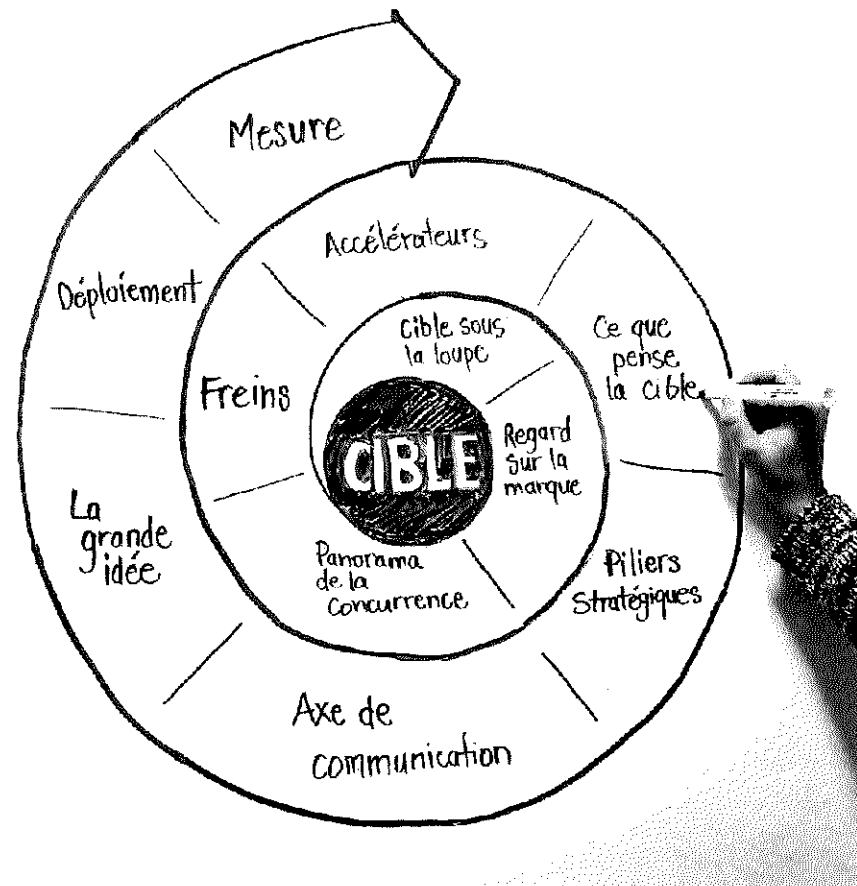 Mesure
Accélérateurs
Déploiement
Cible sous
la loupe
Ce que
pense
la cible
Freins
CIBLE
Regard
sur la
marque
La
grande
idée
Panorama
de la
concurrence
Piliers
Stratégiques
Axe de
communication